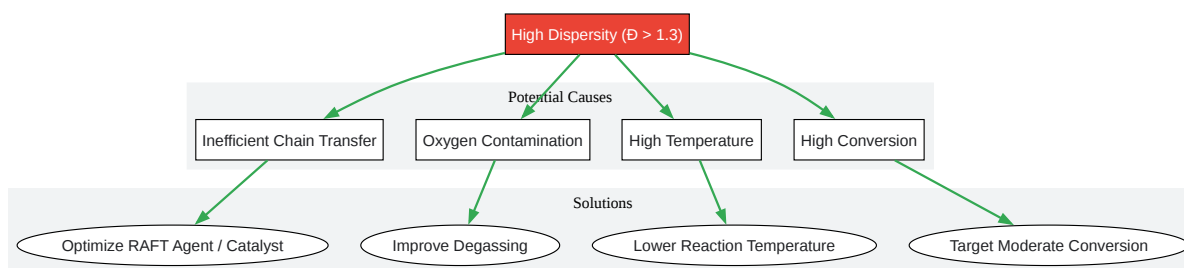 High Dispersity (Đ > 1.3)
Potential Causes
Inefficient Chain Transfer
Oxygen Contamination
High Temperature
High Conversion
Solutions
Optimize RAFT Agent / Catalyst
Improve Degassing
Lower Reaction Temperature
Target Moderate Conversion